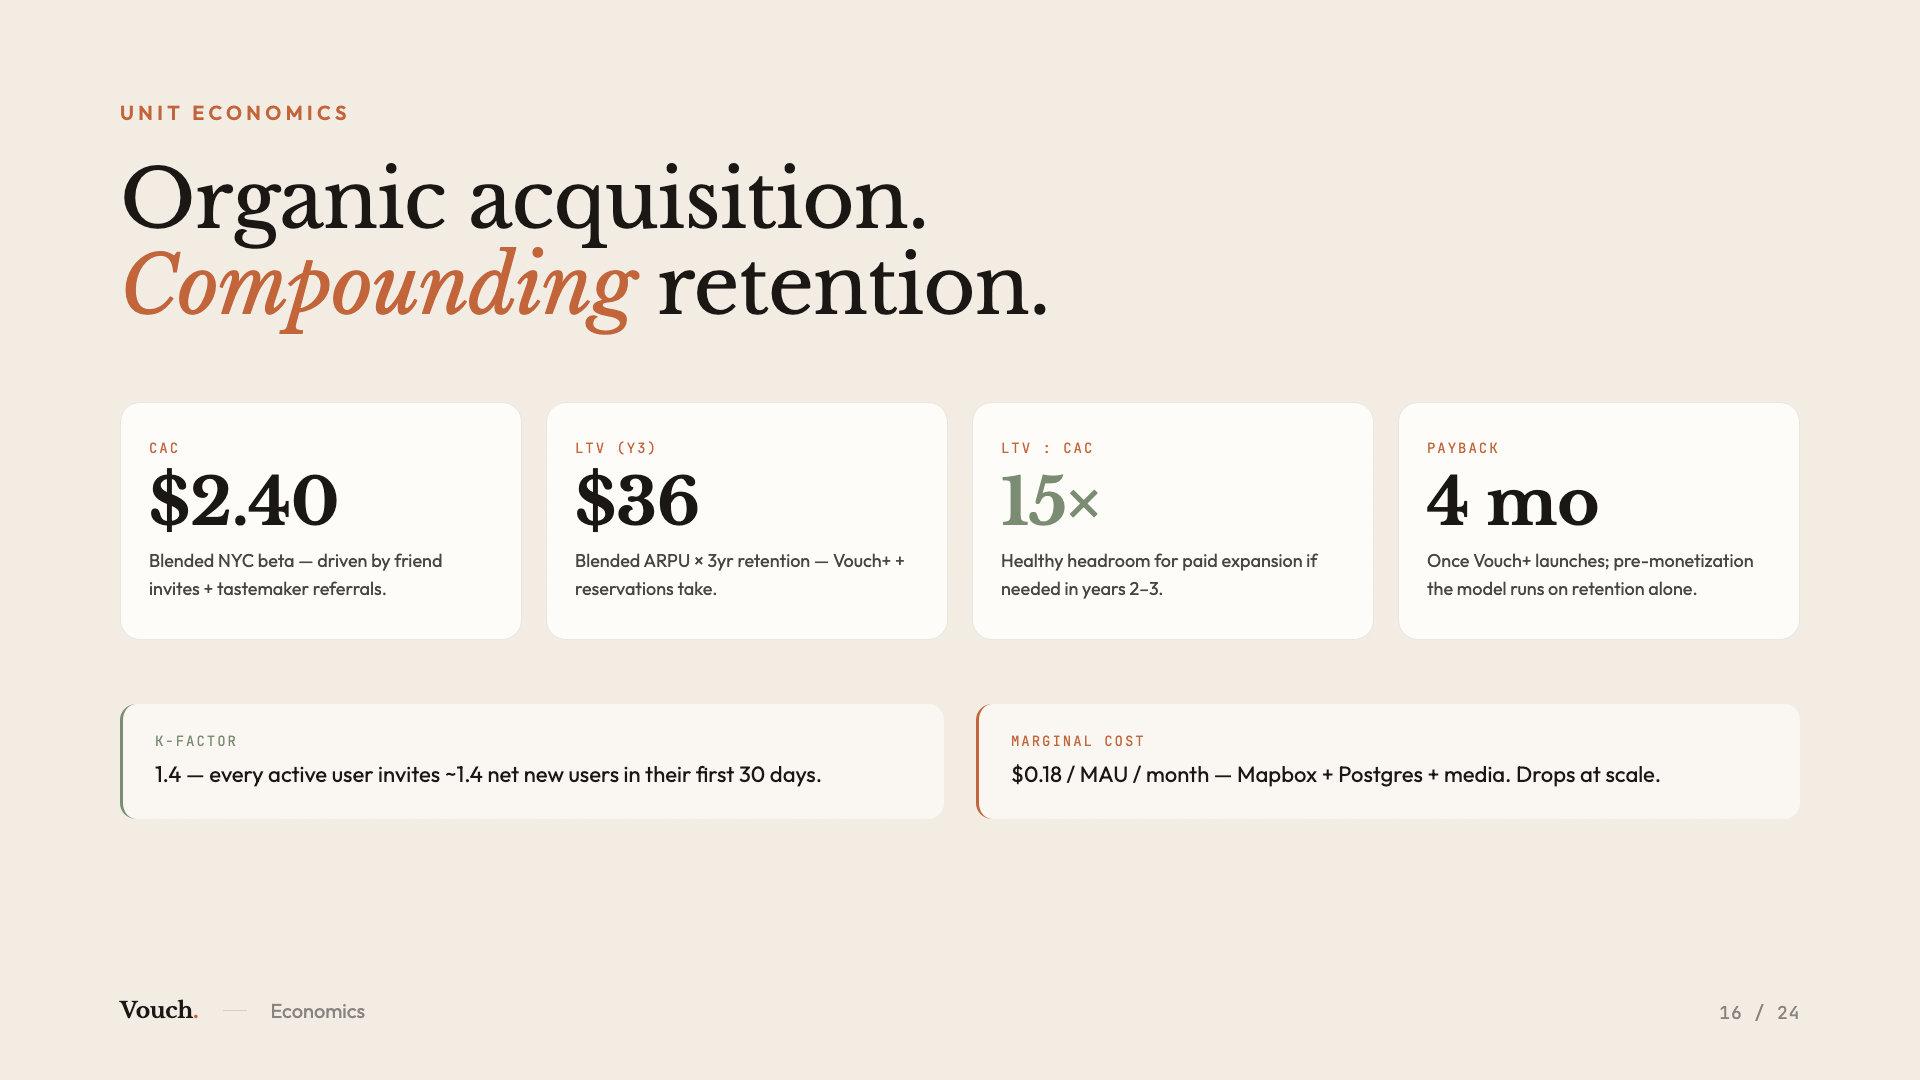 UNIT ECONOMICS
Organic acquisition.
Compounding retention.
CAC
$2.40
Blended NYC beta — driven by friend
invites + tastemaker referrals.
LTV (Y3)
$36
Blended ARPU × 3yr retention — Vouch+ +
reservations take.
LTV : CAC
15×
Healthy headroom for paid expansion if
needed in years 2–3.
PAYBACK
4 mo
Once Vouch+ launches; pre-monetization
the model runs on retention alone.
K-FACTOR
1.4 — every active user invites ~1.4 net new users in their first 30 days.
MARGINAL COST
$0.18 / MAU / month — Mapbox + Postgres + media. Drops at scale.
Vouch. — Economics
16 / 24